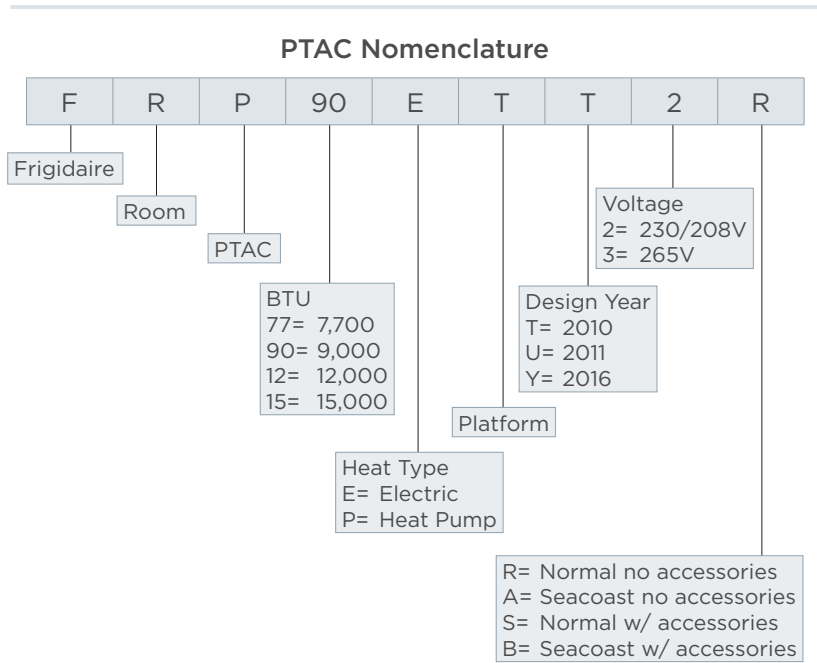 PTAC Nomenclature
F R P 90 E T T 2 R
Frigidaire
Room
PTAC
Voltage
2= 230/208V
3= 265V
BTU
77= 7,700
90= 9,000
12= 12,000
15= 15,000
Design Year
T= 2010
U= 2011
Y= 2016
Platform
Heat Type
E= Electric
P= Heat Pump
R= Normal no accessories
A= Seacoast no accessories
S= Normal w/ accessories
B= Seacoast w/ accessories